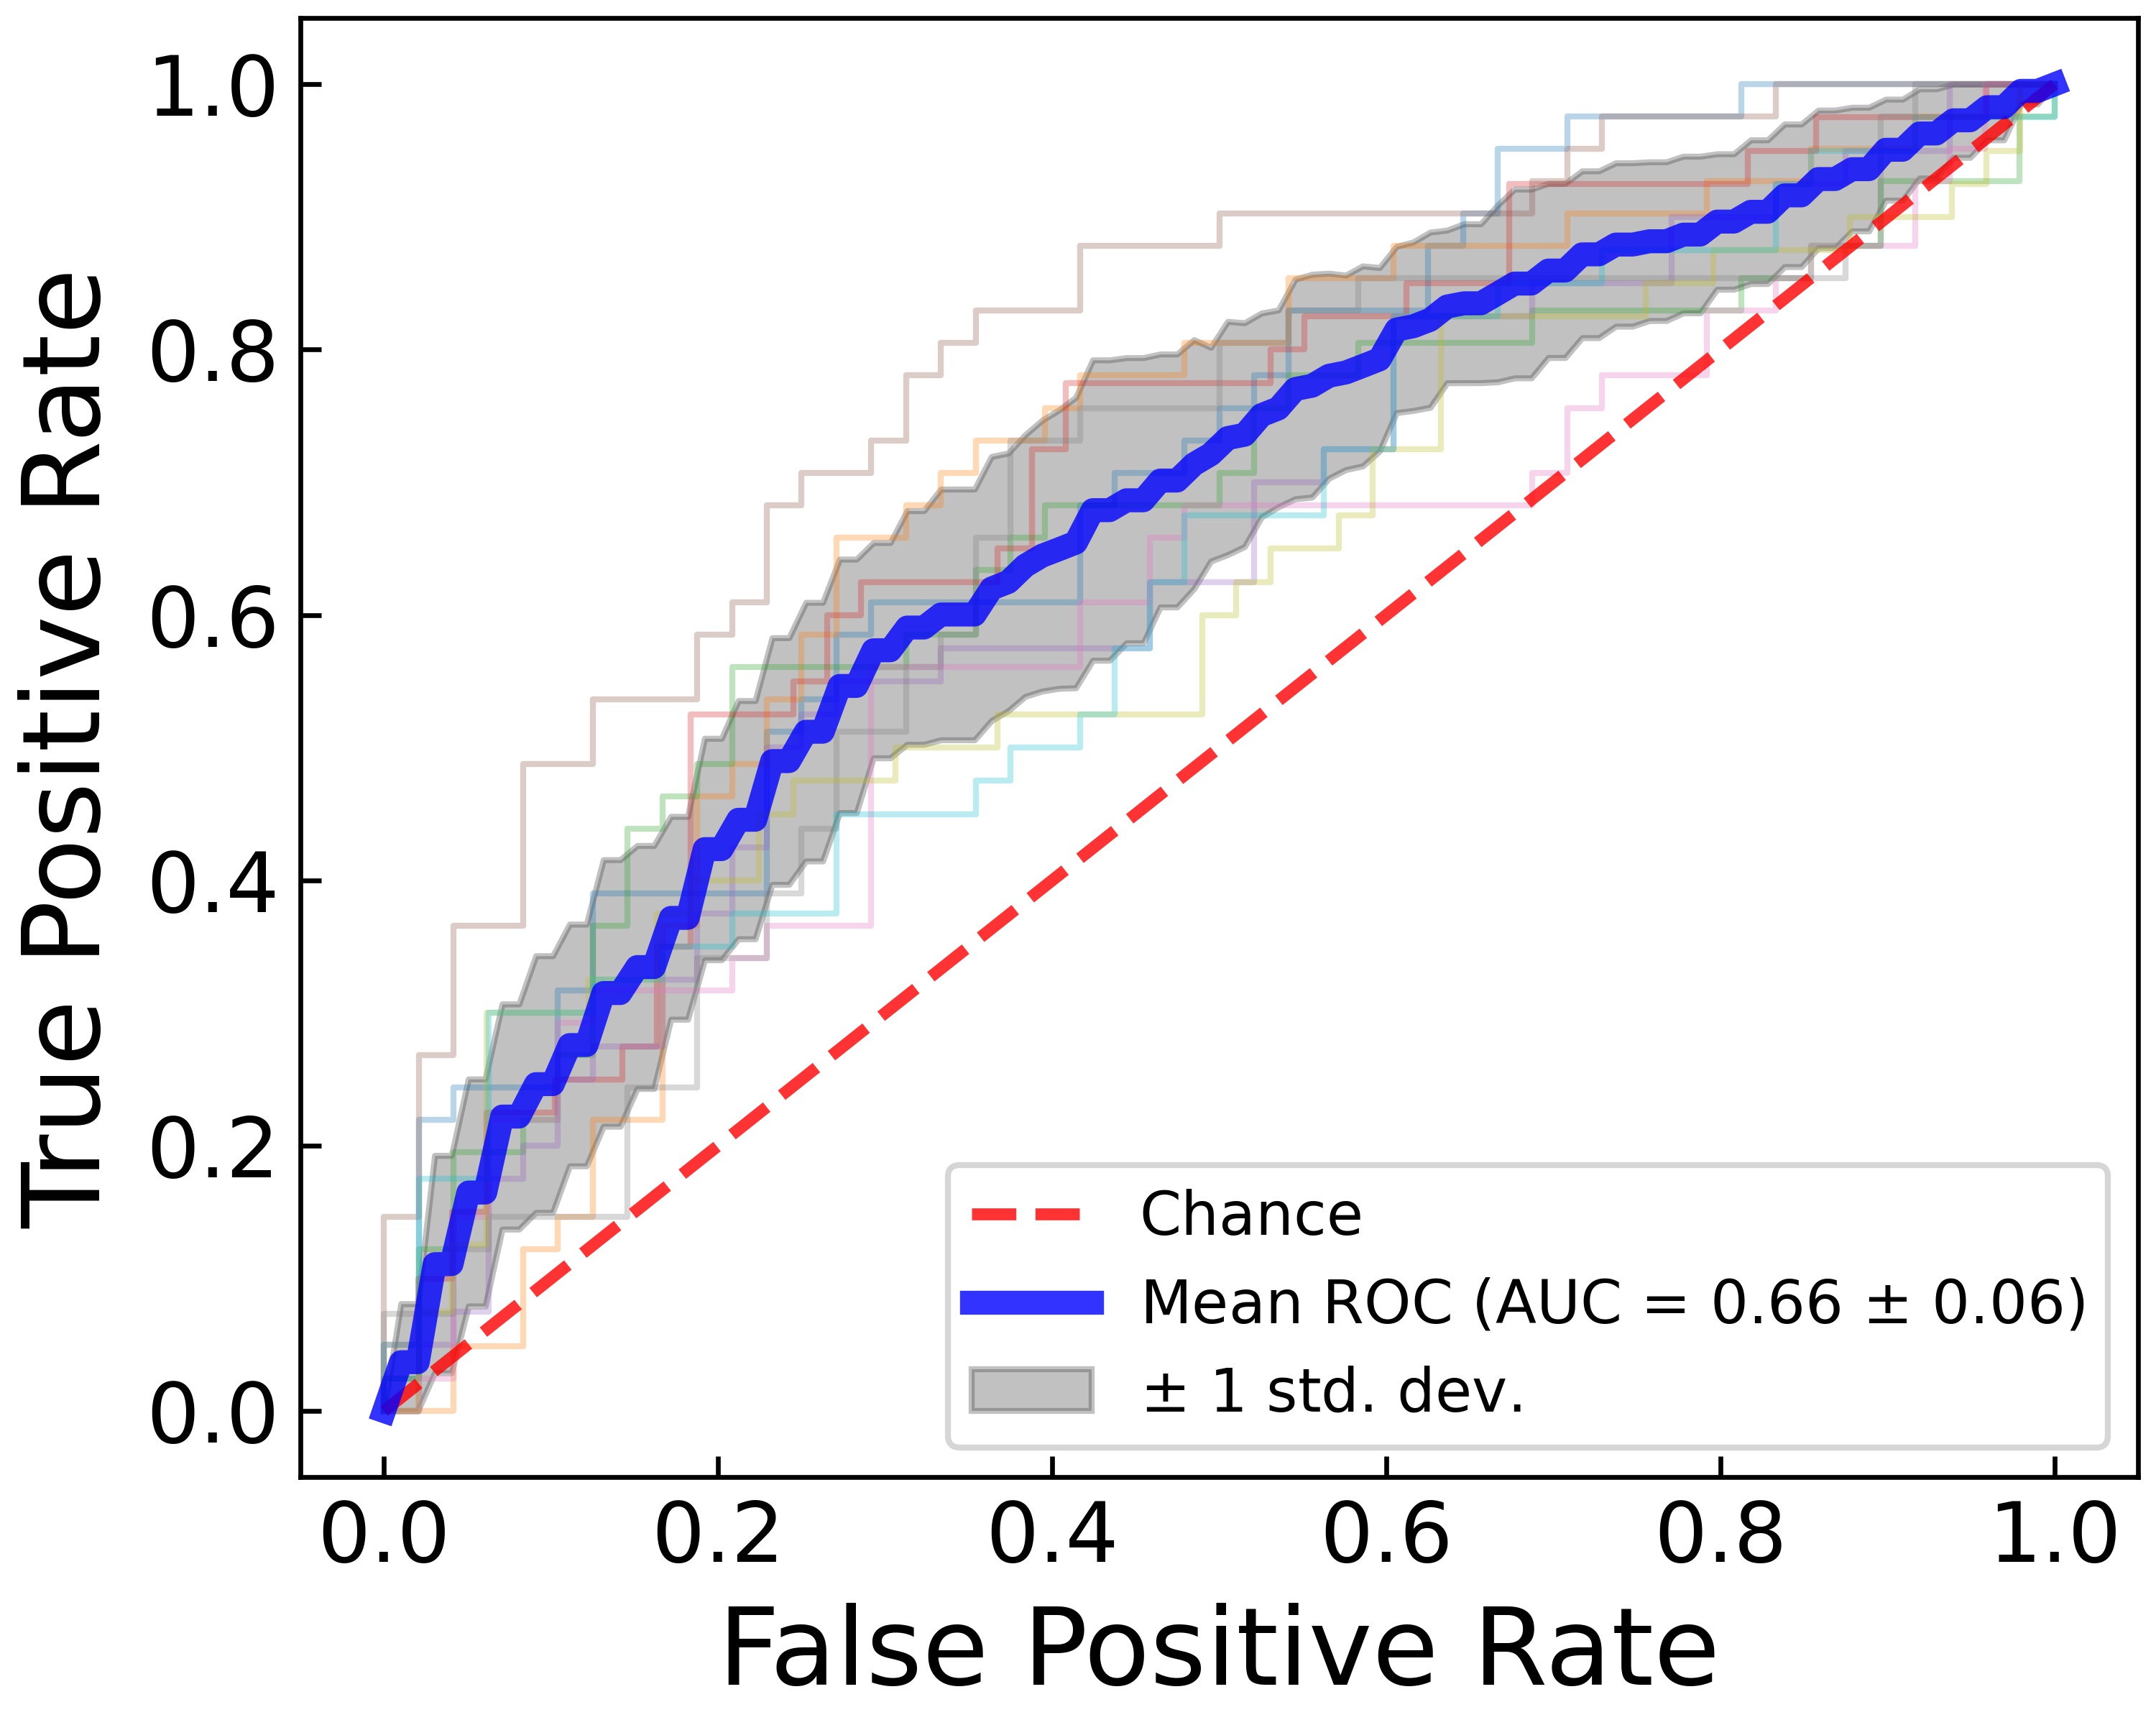 True Positive Rate
1.0
0.8
0.6
0.4
0.2
0.0
Chance
Mean ROC (AUC = 0.66 ± 0.06)
± 1 std. dev.
0.0 0.2 0.4 0.6 0.8 1.0
False Positive Rate